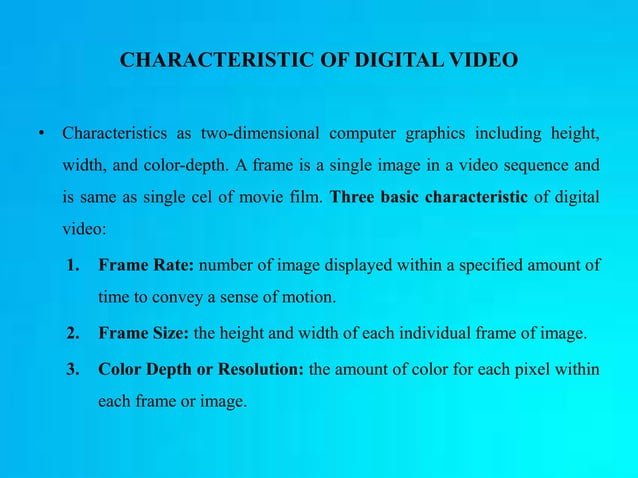 CHARACTERISTIC OF DIGITAL VIDEO
• Characteristics as two-dimensional computer graphics including height,
width, and color-depth. A frame is a single image in a video sequence and
is same as single cel of movie film. Three basic characteristic of digital
video:
1. Frame Rate: number of image displayed within a specified amount of
time to convey a sense of motion.
2. Frame Size: the height and width of each individual frame of image.
3. Color Depth or Resolution: the amount of color for each pixel within
each frame or image.